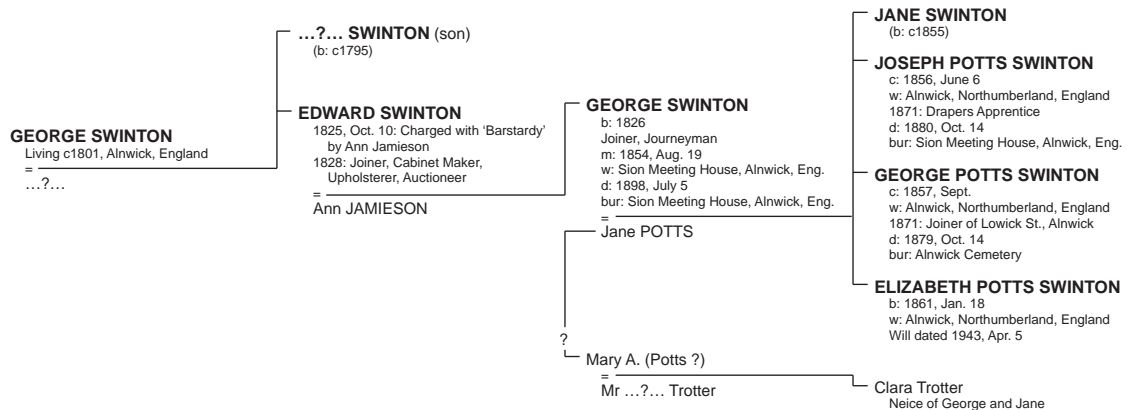 GEORGE SWINTON
Living c1801, Alnwick, England
=
…?…
…?… SWINTON (son)
(b: c1795)
EDWARD SWINTON
1825, Oct. 10: Charged with ‘Barstardy’
by Ann Jamieson
1828: Joiner, Cabinet Maker,
Upholsterer, Auctioneer
=
Ann JAMIESON
GEORGE SWINTON
b: 1826
Joiner, Journeyman
m: 1854, Aug. 19
w: Sion Meeting House, Alnwick, Eng.
d: 1898, July 5
bur: Sion Meeting House, Alnwick, Eng.
=
Jane POTTS
?
Mary A. (Potts ?)
=
Mr …?… Trotter
JANE SWINTON
(b: c1855)
JOSEPH POTTS SWINTON
c: 1856, June 6
w: Alnwick, Northumberland, England
1871: Drapers Apprentice
d: 1880, Oct. 14
bur: Sion Meeting House, Alnwick, Eng.
GEORGE POTTS SWINTON
c: 1857, Sept.
w: Alnwick, Northumberland, England
1871: Joiner of Lowick St., Alnwick
d: 1879, Oct. 14
bur: Alnwick Cemetery
ELIZABETH POTTS SWINTON
b: 1861, Jan. 18
w: Alnwick, Northumberland, England
Will dated 1943, Apr. 5
Clara Trotter
Neice of George and Jane